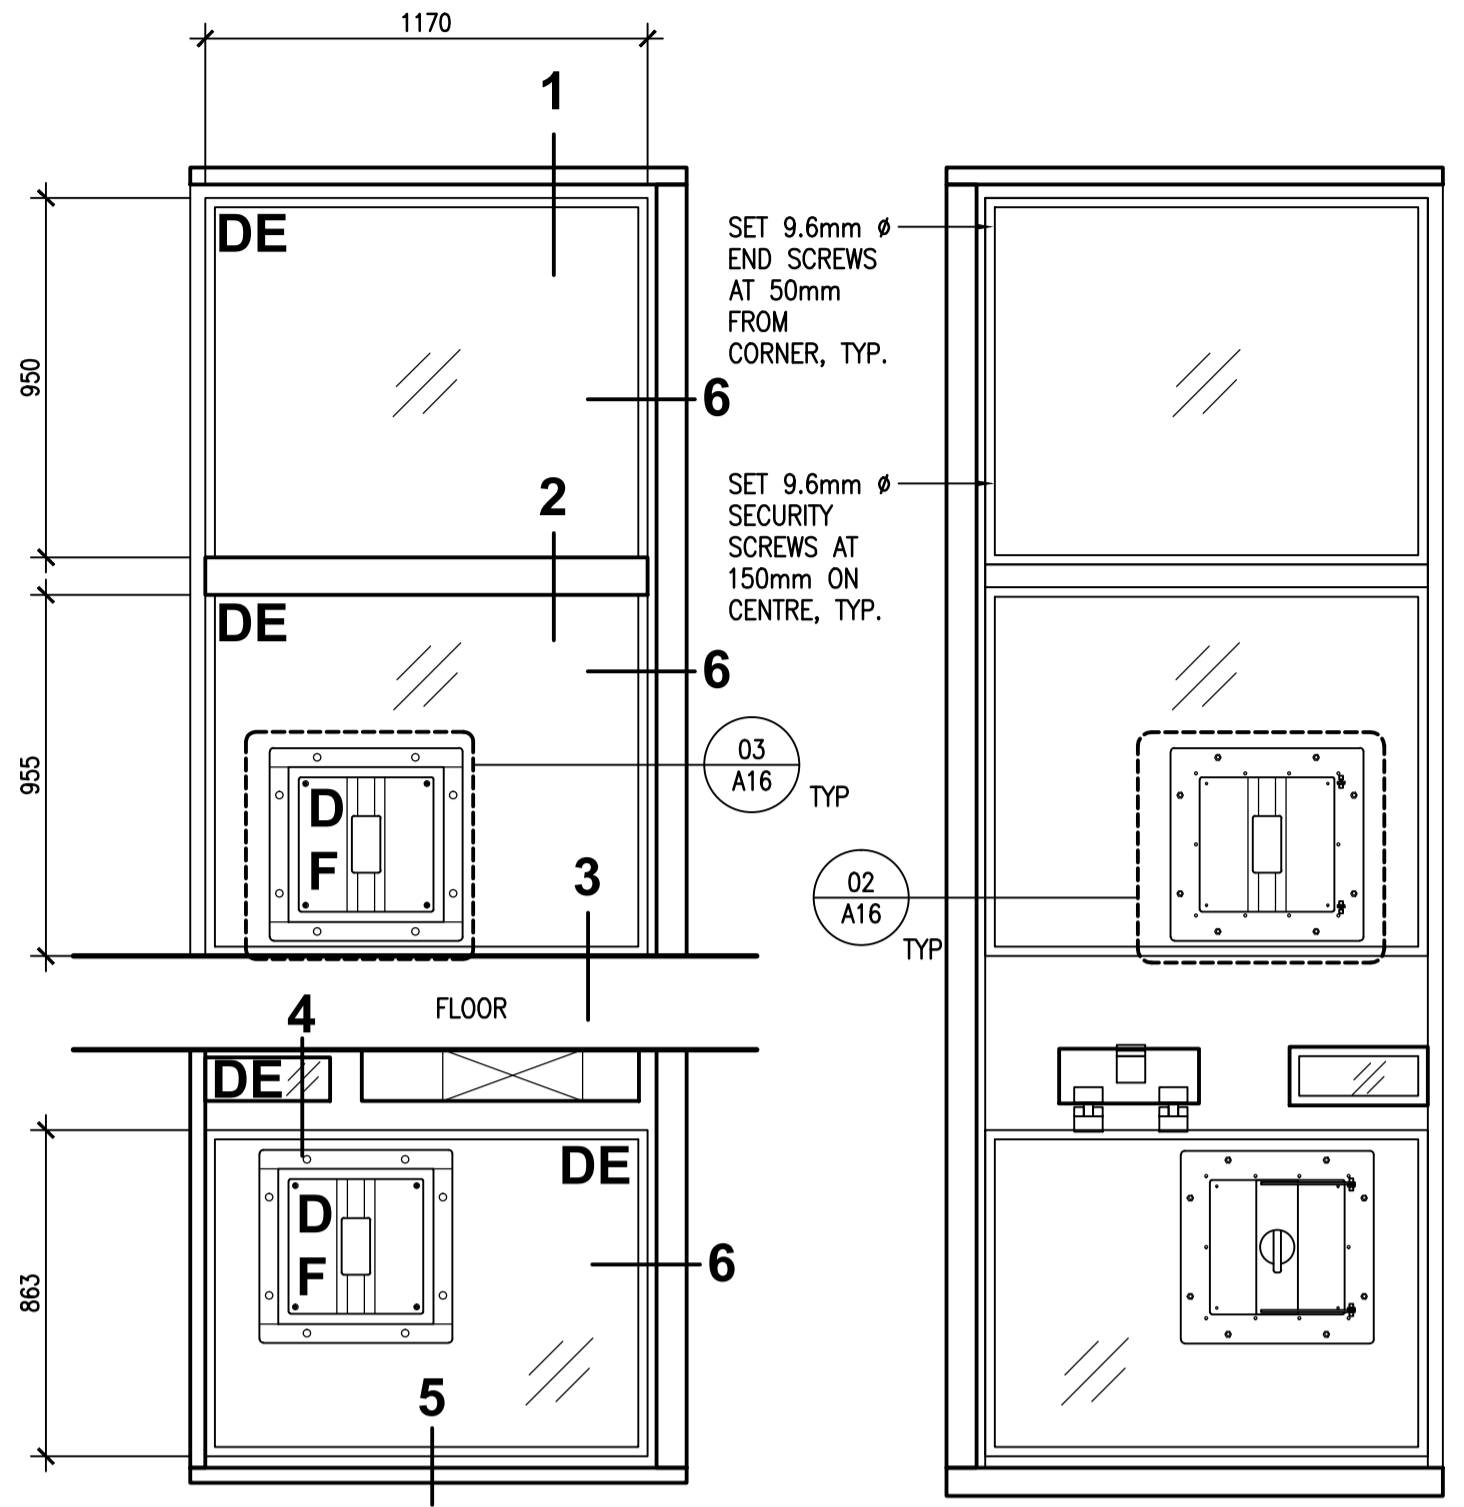 1170
1
DE
SET 9.6mm ø
END SCREWS
AT 50mm
FROM
CORNER, TYP.
950
6
2
SET 9.6mm ø
SECURITY
SCREWS AT
150mm ON
CENTRE, TYP.
DE
6
955
03
A16
TYP
D
F
3
02
A16
TYP
4
FLOOR
DE
DE
D
F
6
863
5